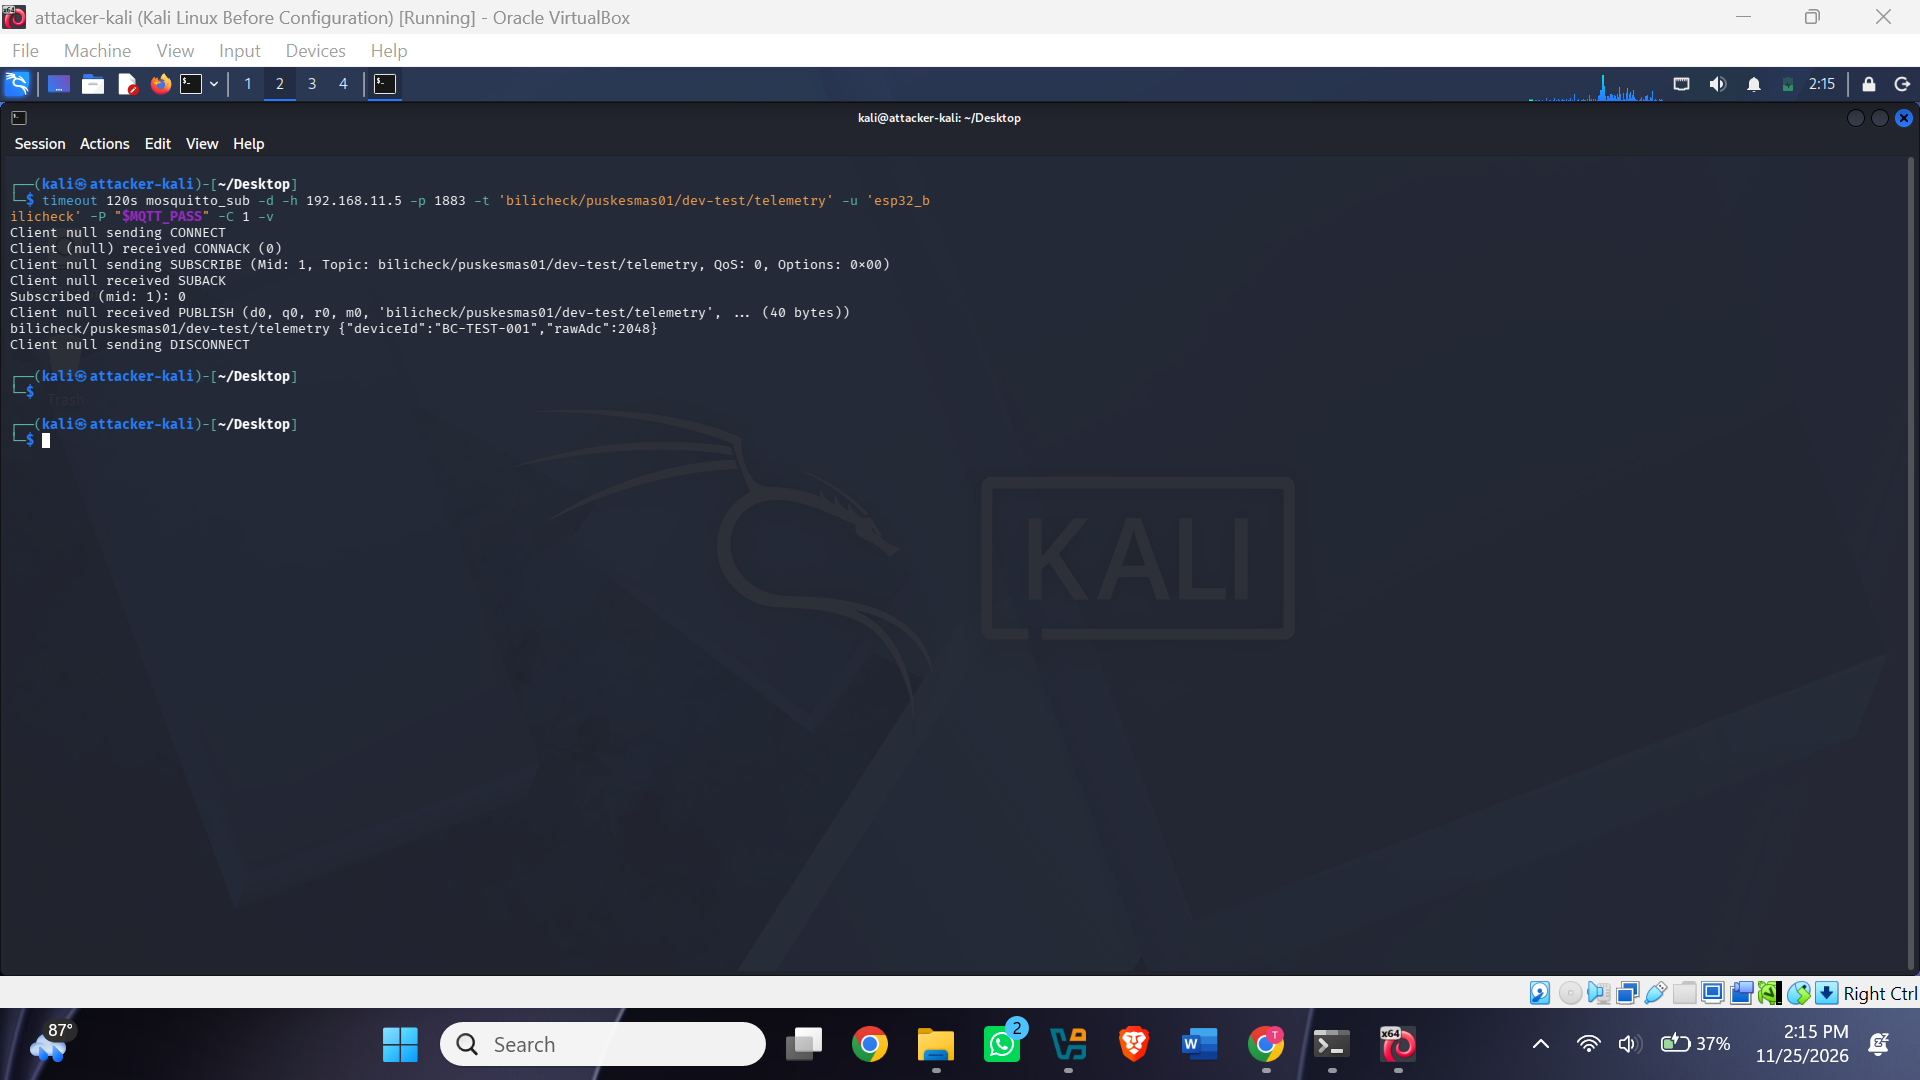 attacker-kali (Kali Linux Before Configuration) [Running] - Oracle VirtualBox
File Machine View Input Devices Help
1 2 3 4 2:15
kali@attacker-kali: ~/Desktop
Session Actions Edit View Help
┌──(kali㉿attacker-kali)-[~/Desktop]
└─$ timeout 120s mosquitto_sub -d -h 192.168.11.5 -p 1883 -t 'bilicheck/puskesmas01/dev-test/telemetry' -u 'esp32_b
ilicheck' -P "$MQTT_PASS" -C 1 -v
Client null sending CONNECT
Client (null) received CONNACK (0)
Client null sending SUBSCRIBE (Mid: 1, Topic: bilicheck/puskesmas01/dev-test/telemetry, QoS: 0, Options: 0×00)
Client null received SUBACK
Subscribed (mid: 1): 0
Client null received PUBLISH (d0, q0, r0, m0, 'bilicheck/puskesmas01/dev-test/telemetry', ... (40 bytes))
bilicheck/puskesmas01/dev-test/telemetry {"deviceId":"BC-TEST-001","rawAdc":2048}
Client null sending DISCONNECT
┌──(kali㉿attacker-kali)-[~/Desktop]
└─$
Trash
┌──(kali㉿attacker-kali)-[~/Desktop]
└─$
KALI
Right Ctrl
87°
Search
2
T
x64
37%
2:15 PM
11/25/2026